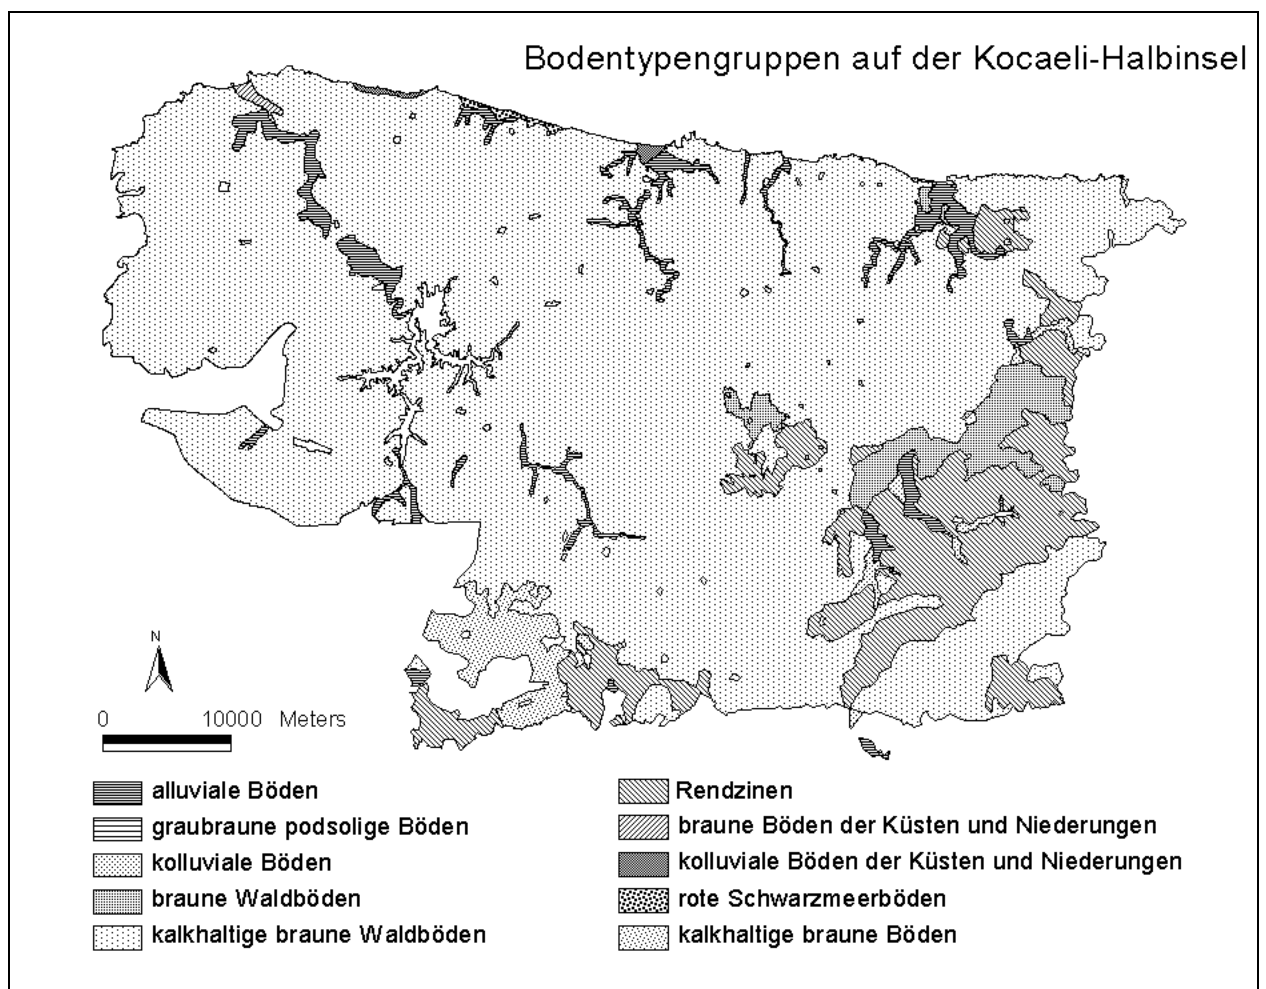 Bodentypengruppen auf der Kocaeli-Halbinsel
N
0 10000 Meters
alluviale Böden
graubraune podsolige Böden
kolluviale Böden
braune Waldböden
kalkhaltige braune Waldböden
Rendzinen
braune Böden der Küsten und Niederungen
kolluviale Böden der Küsten und Niederungen
rote Schwarzmeerböden
kalkhaltige braune Böden